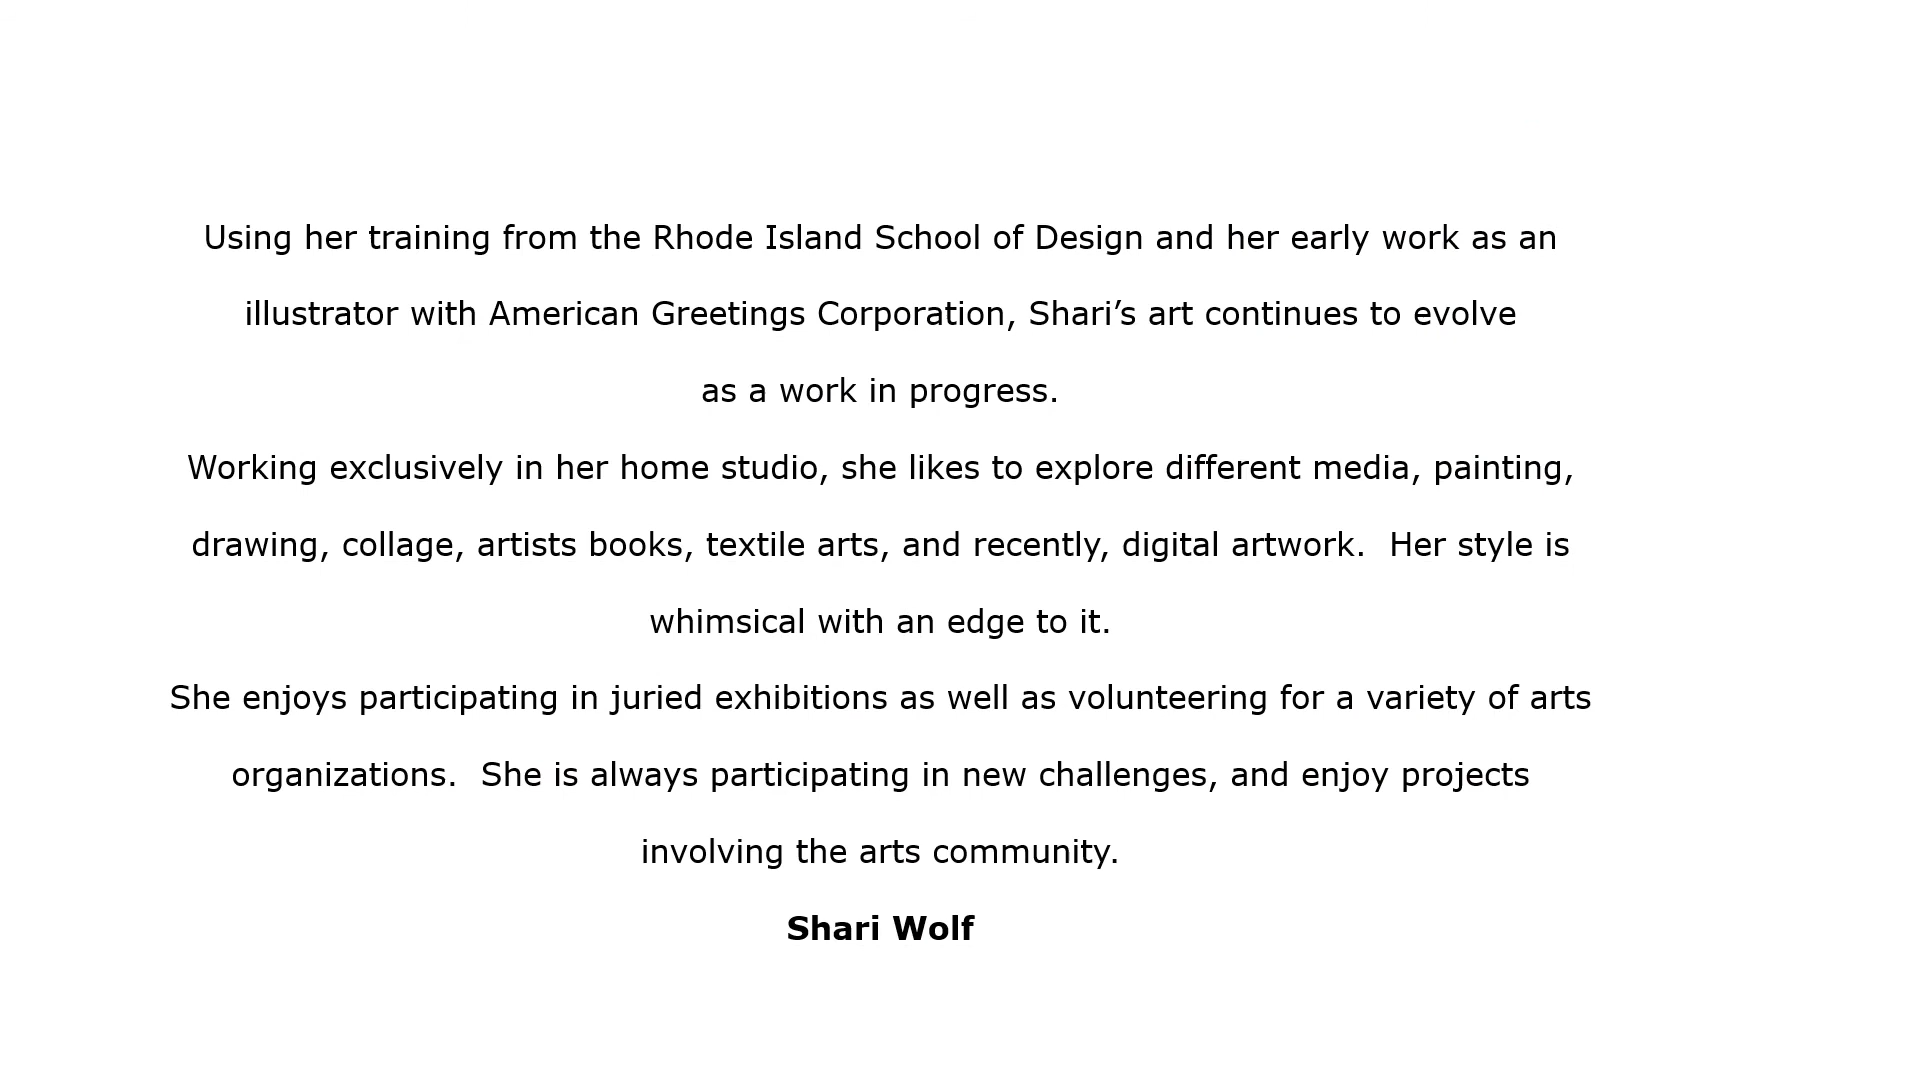 Using her training from the Rhode Island School of Design and her early work as an
illustrator with American Greetings Corporation, Shari’s art continues to evolve
as a work in progress.
Working exclusively in her home studio, she likes to explore different media, painting,
drawing, collage, artists books, textile arts, and recently, digital artwork.  Her style is
whimsical with an edge to it.
She enjoys participating in juried exhibitions as well as volunteering for a variety of arts
organizations.  She is always participating in new challenges, and enjoy projects
involving the arts community.
Shari Wolf